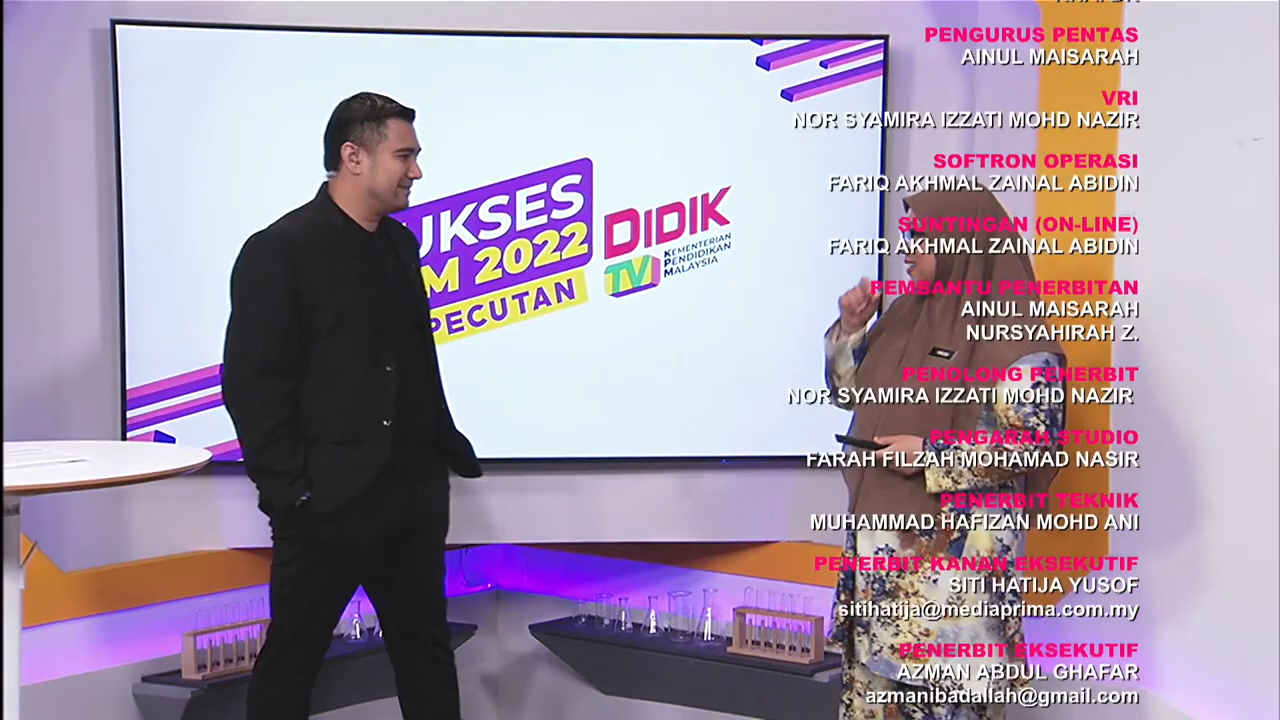 UKSES
M 2022
PECUTAN
DIDIK
TV
KEMENTERIAN
PENDIDIKAN
MALAYSIA
PENGURUS PENTAS
AINUL MAISARAH
VRI
NOR SYAMIRA IZZATI MOHD NAZIR
SOFTRON OPERASI
FARIQ AKHMAL ZAINAL ABIDIN
SUNTINGAN (ON-LINE)
FARIQ AKHMAL ZAINAL ABIDIN
PEMBANTU PENERBITAN
AINUL MAISARAH
NURSYAHIRAH Z.
PENOLONG PENERBIT
NOR SYAMIRA IZZATI MOHD NAZIR
PENGARAH STUDIO
FARAH FILZAH MOHAMAD NASIR
PENERBIT TEKNIK
MUHAMMAD HAFIZAN MOHD ANI
PENERBIT KANAN EKSEKUTIF
SITI HATIJA YUSOF
sitihatija@mediaprima.com.my
PENERBIT EKSEKUTIF
AZMAN ABDUL GHAFAR
azmanibadallah@gmail.com